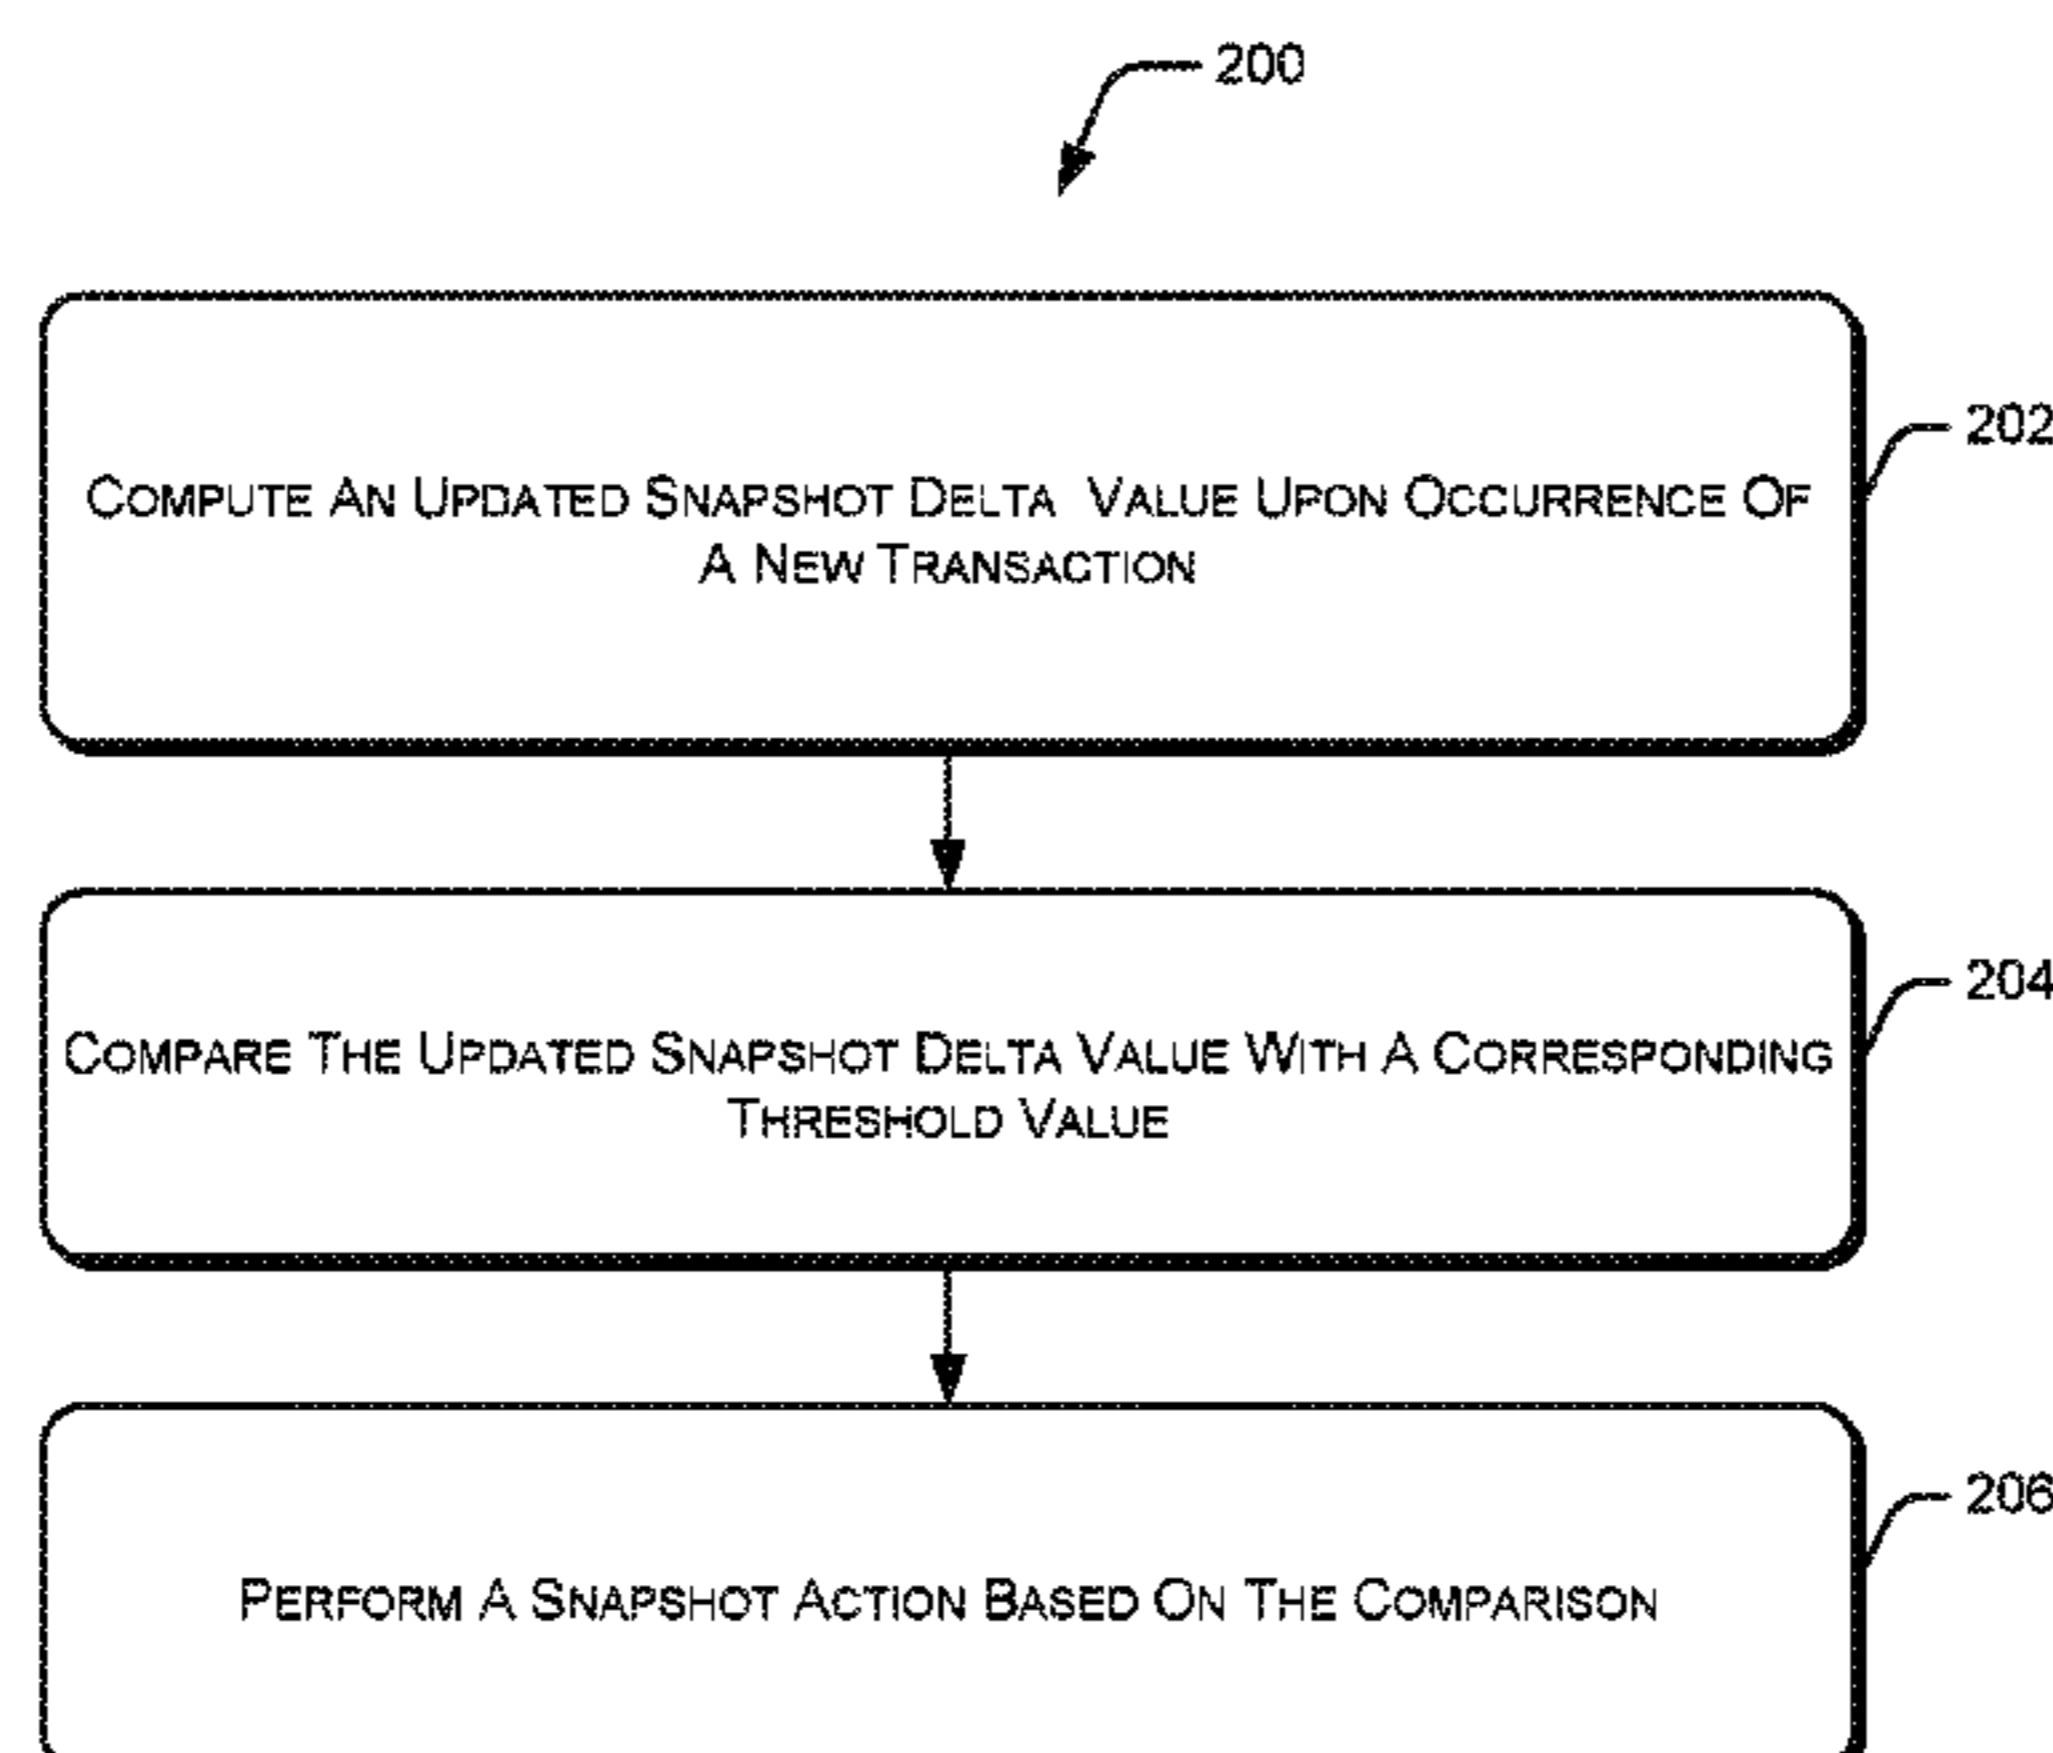 200
COMPUTE AN UPDATED SNAPSHOT DELTA VALUE UPON OCCURRENCE OF
A NEW TRANSACTION
202
COMPARE THE UPDATED SNAPSHOT DELTA VALUE WITH A CORRESPONDING
THRESHOLD VALUE
204
PERFORM A SNAPSHOT ACTION BASED ON THE COMPARISON
206